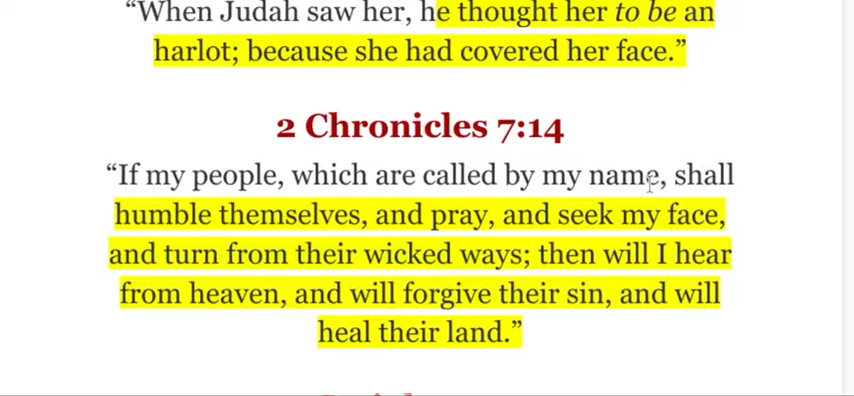 “When Judah saw her, he thought her to be an
harlot; because she had covered her face.”
2 Chronicles 7:14
“If my people, which are called by my name, shall
humble themselves, and pray, and seek my face,
and turn from their wicked ways; then will I hear
from heaven, and will forgive their sin, and will
heal their land.”